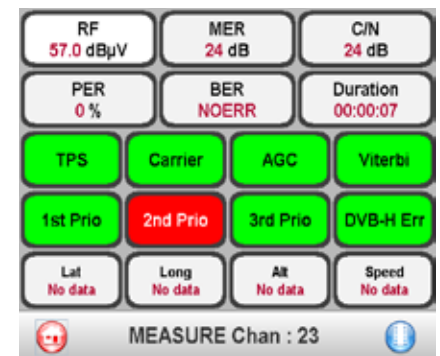 RF MER C/N
57.0 dBµV 24 dB 24 dB
PER BER Duration
0 % NOERR 00:00:07
TPS Carrier AGC Viterbi
1st Prio 2nd Prio 3rd Prio DVB-H Err
Lat Long Alt Speed
No data No data No data No data
MEASURE Chan : 23